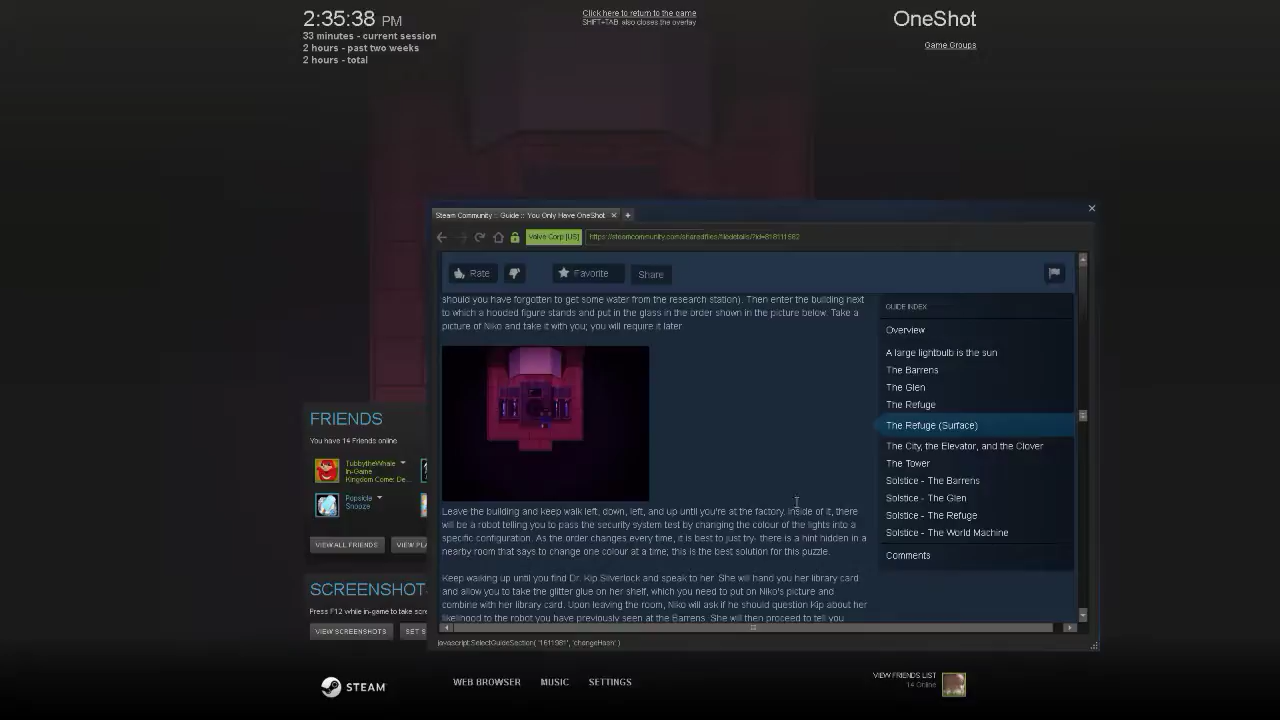 2:35:38 PM
33 minutes - current session
2 hours - past two weeks
2 hours - total
Click here to return to the game
SHIFT+TAB also closes the overlay
OneShot
Game Groups
Steam Community :: Guide :: You Only Have OneShot
Valve Corp [US]
Rate
Favorite
Share
should you have forgotten to get some water from the research station). Then enter the building next
to which a hooded figure stands and put in the glass in the order shown in the picture below. Take a
picture of Niko and take it with you; you will require it later
Leave the building and keep walk left, down, left, and up until you're at the factory. Inside of it, there
will be a robot telling you to pass the security system test by changing the colour of the lights into a
specific configuration. As the order changes every time, it is best to just try- there is a hint hidden in a
nearby room that says to change one colour at a time; this is the best solution for this puzzle.
Keep walking up until you find Dr. Kip Silverlock and speak to her. She will hand you her library card
and allow you to take the glitter glue on her shelf, which you need to put on Niko's picture and
combine with her library card. Upon leaving the room, Niko will ask if he should question Kip about her
likelihood to the robot you have previously seen at the Barrens. She will then proceed to tell you
GUIDE INDEX
Overview
A large lightbulb is the sun
The Barrens
The Glen
The Refuge
The Refuge (Surface)
The City, the Elevator, and the Clover
The Tower
Solstice - The Barrens
Solstice - The Glen
Solstice - The Refuge
Solstice - The World Machine
Comments
javascript:SelectGuideSection( '1611981', 'changeHash' )
FRIENDS
You have 14 Friends online
TubbytheWhale
In-Game
Kingdom Come: De...
Popsicle
Snooze
VIEW ALL FRIENDS
VIEW PL
SCREENSHOT
Press F12 while in-game to take scre
VIEW SCREENSHOTS
SET S
STEAM
WEB BROWSER
MUSIC
SETTINGS
VIEW FRIENDS LIST
14 Online